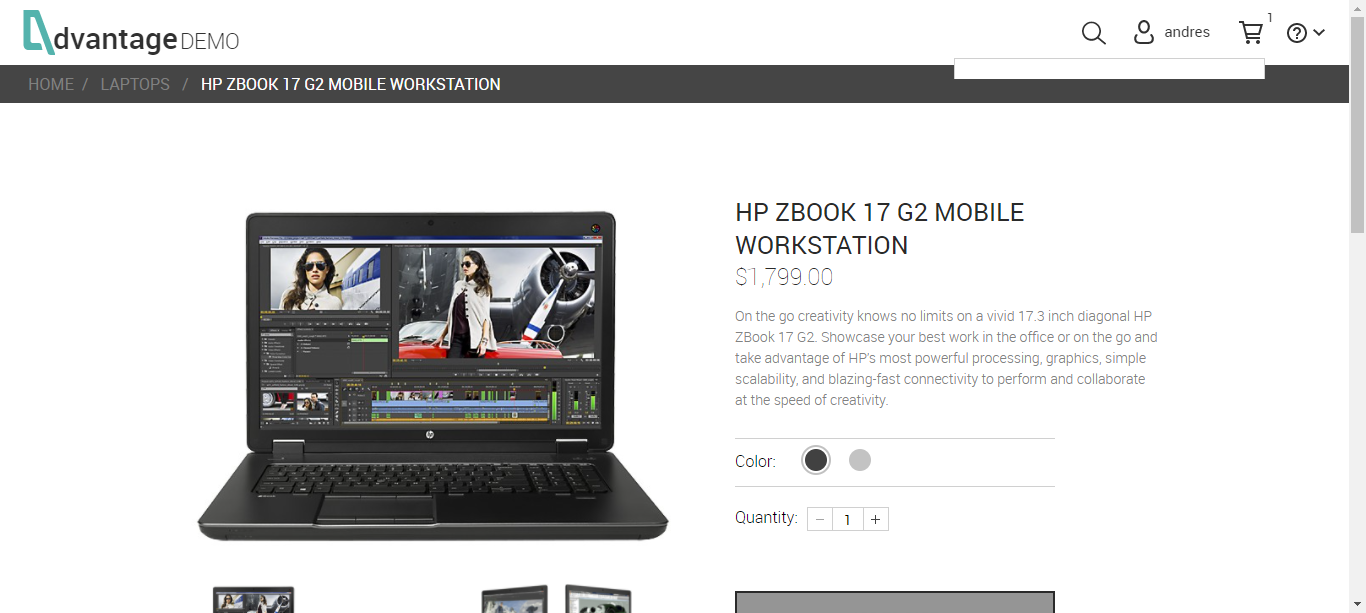 dvantage DEMO
andres
1
HOME / LAPTOPS / HP ZBOOK 17 G2 MOBILE WORKSTATION
HP ZBOOK 17 G2 MOBILE
WORKSTATION
$1,799.00
On the go creativity knows no limits on a vivid 17.3 inch diagonal HP
ZBook 17 G2. Showcase your best work in the office or on the go and
take advantage of HP's most powerful processing, graphics, simple
scalability, and blazing-fast connectivity to perform and collaborate
at the speed of creativity.
Color:
Quantity: − 1 +
hp